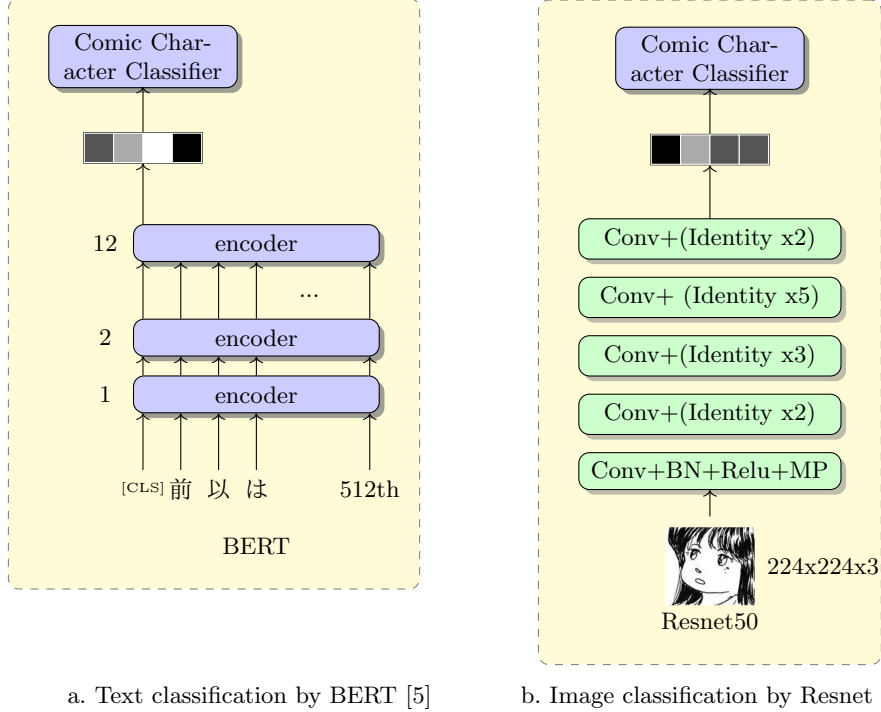 Comic Char-
acter Classifier
12 encoder
...
2 encoder
1 encoder
[CLS] 前 以 は 512th
BERT
a. Text classification by BERT [5]
Comic Char-
acter Classifier
Conv+(Identity x2)
Conv+ (Identity x5)
Conv+(Identity x3)
Conv+(Identity x2)
Conv+BN+Relu+MP
224x224x3
Resnet50
b. Image classification by Resnet